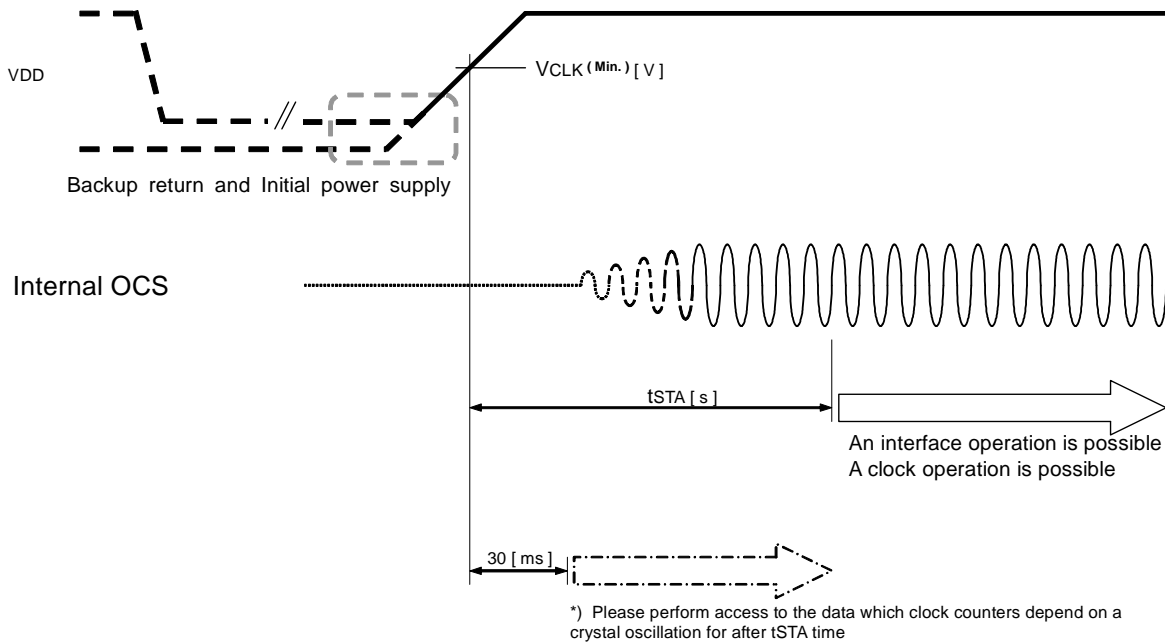 VDD
VCLK (Min.) [ V ]
Backup return and Initial power supply
Internal OCS
tSTA [ s ]
An interface operation is possible
A clock operation is possible
30 [ ms ]
*) Please perform access to the data which clock counters depend on a
crystal oscillation for after tSTA time